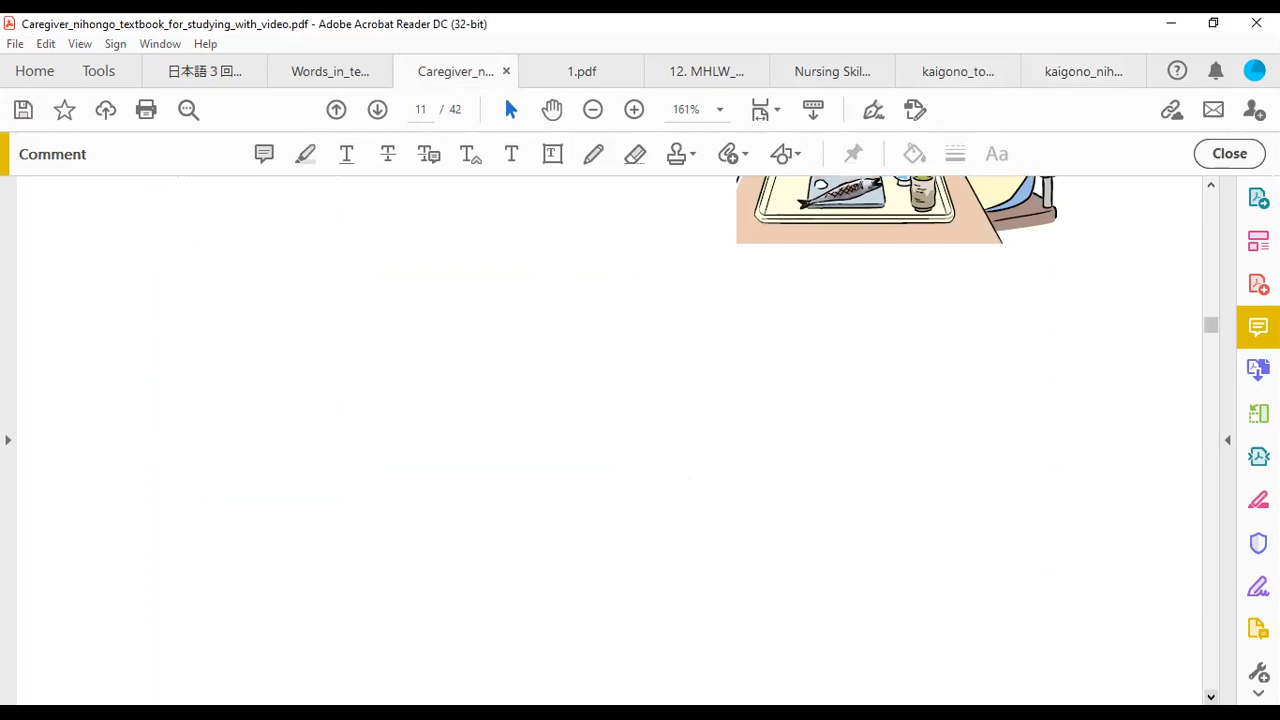 Caregiver_nihongo_textbook_for_studying_with_video.pdf - Adobe Acrobat Reader DC (32-bit)
File Edit View Sign Window Help
Home Tools 日本語３回... Words_in_te... Caregiver_n... 1.pdf 12. MHLW_... Nursing Skil... kaigono_to... kaigono_nih...
11 / 42 161%
Comment Aa Close